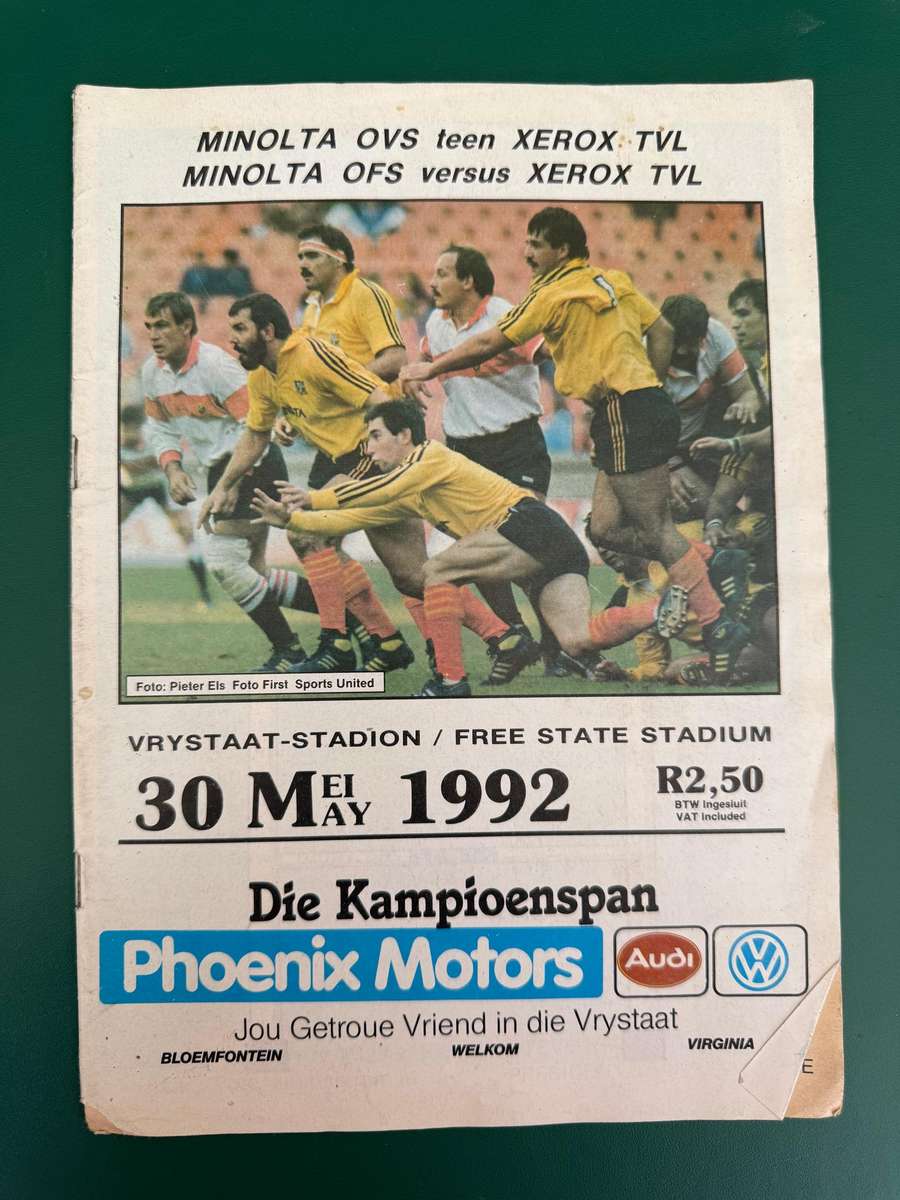 MINOLTA OVS teen XEROX TVL
MINOLTA OFS versus XEROX TVL
Foto: Pieter Els Foto First Sports United
VRYSTAAT-STADION / FREE STATE STADIUM
30 MEI MAY 1992
R2,50
BTW Ingesluit
VAT Included
Die Kampioenspan
Phoenix Motors
Audi
VW
Jou Getroue Vriend in die Vrystaat
BLOEMFONTEIN WELKOM VIRGINIA
E